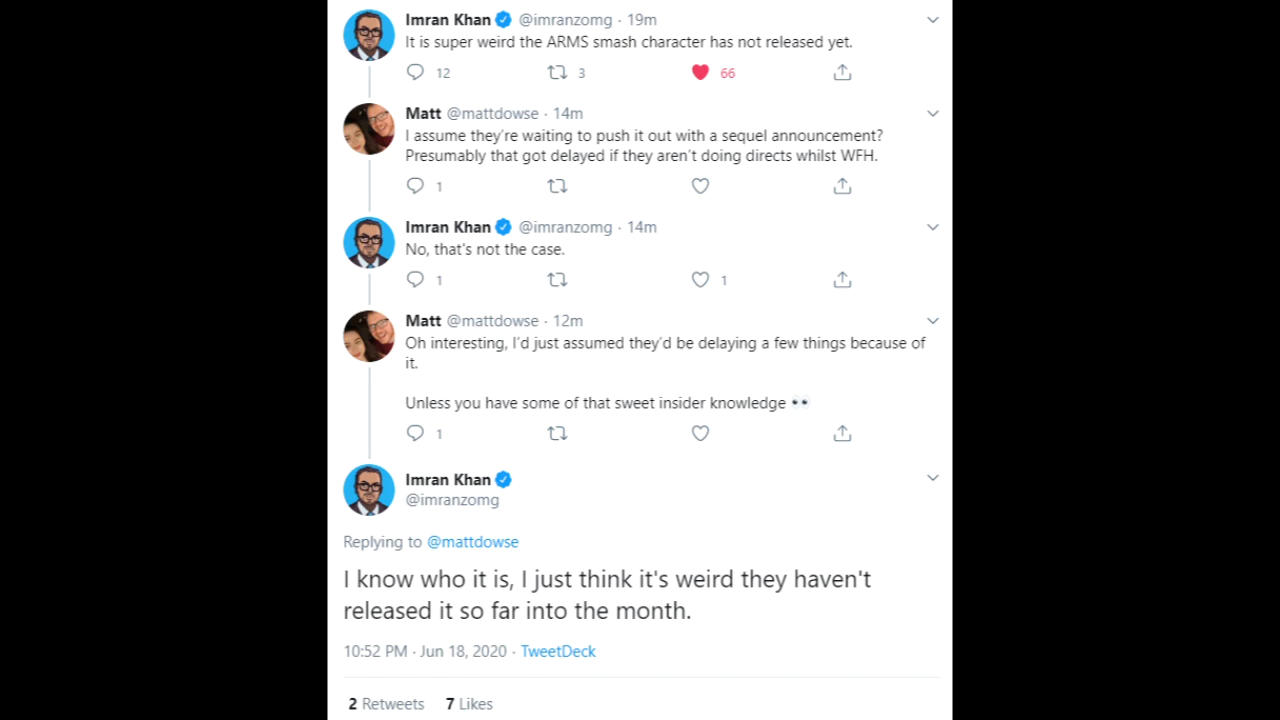 Imran Khan @imranzomg · 19m
It is super weird the ARMS smash character has not released yet.
12 3 66
Matt @mattdowse · 14m
I assume they're waiting to push it out with a sequel announcement?
Presumably that got delayed if they aren't doing directs whilst WFH.
1
Imran Khan @imranzomg · 14m
No, that's not the case.
1 1
Matt @mattdowse · 12m
Oh interesting, I'd just assumed they'd be delaying a few things because of
it.
Unless you have some of that sweet insider knowledge 👀
1
Imran Khan
@imranzomg
Replying to @mattdowse
I know who it is, I just think it's weird they haven't
released it so far into the month.
10:52 PM · Jun 18, 2020 · TweetDeck
2 Retweets 7 Likes